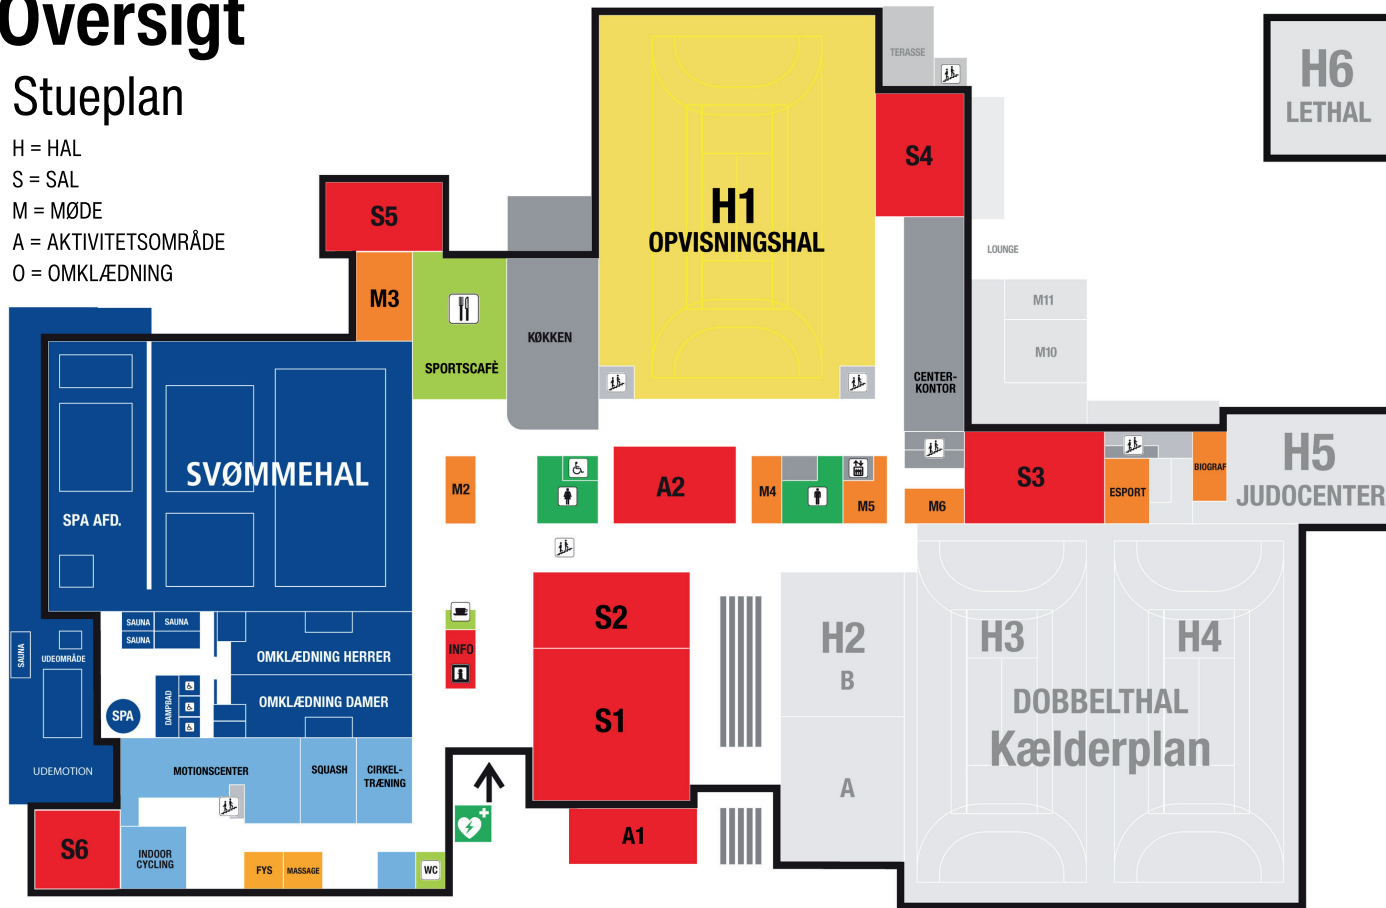 Oversigt
Stueplan
H = HAL
S = SAL
M = MØDE
A = AKTIVITETSOMRÅDE
O = OMKLÆDNING
H6
LETHAL
TERASSE
S4
H1
OPVISNINGSHAL
S5
M3
SPORTSCAFÈ
KØKKEN
LOUNGE
M11
M10
CENTER-
KONTOR
SVØMMEHAL
SPA AFD.
M2
A2
M4
M5
M6
S3
ESPORT
BIOGRAF
H5
JUDOCENTER
S2
S1
INFO
H2
B
A
H3
H4
DOBBELTHAL
Kælderplan
SAUNA
SAUNA
SAUNA
SAUNA
UDEOMRÅDE
OMKLÆDNING HERRER
OMKLÆDNING DAMER
DAMPBAD
SPA
UDEMOTION
MOTIONSCENTER
SQUASH
CIRKEL-
TRÆNING
S6
INDOOR
CYCLING
FYS
MASSAGE
WC
A1